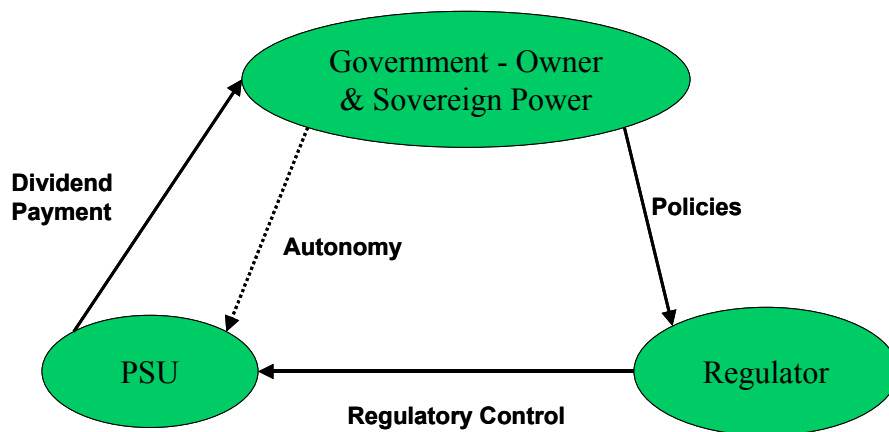 Government - Owner
& Sovereign Power
Dividend
Payment
Policies
Autonomy
PSU
Regulator
Regulatory Control